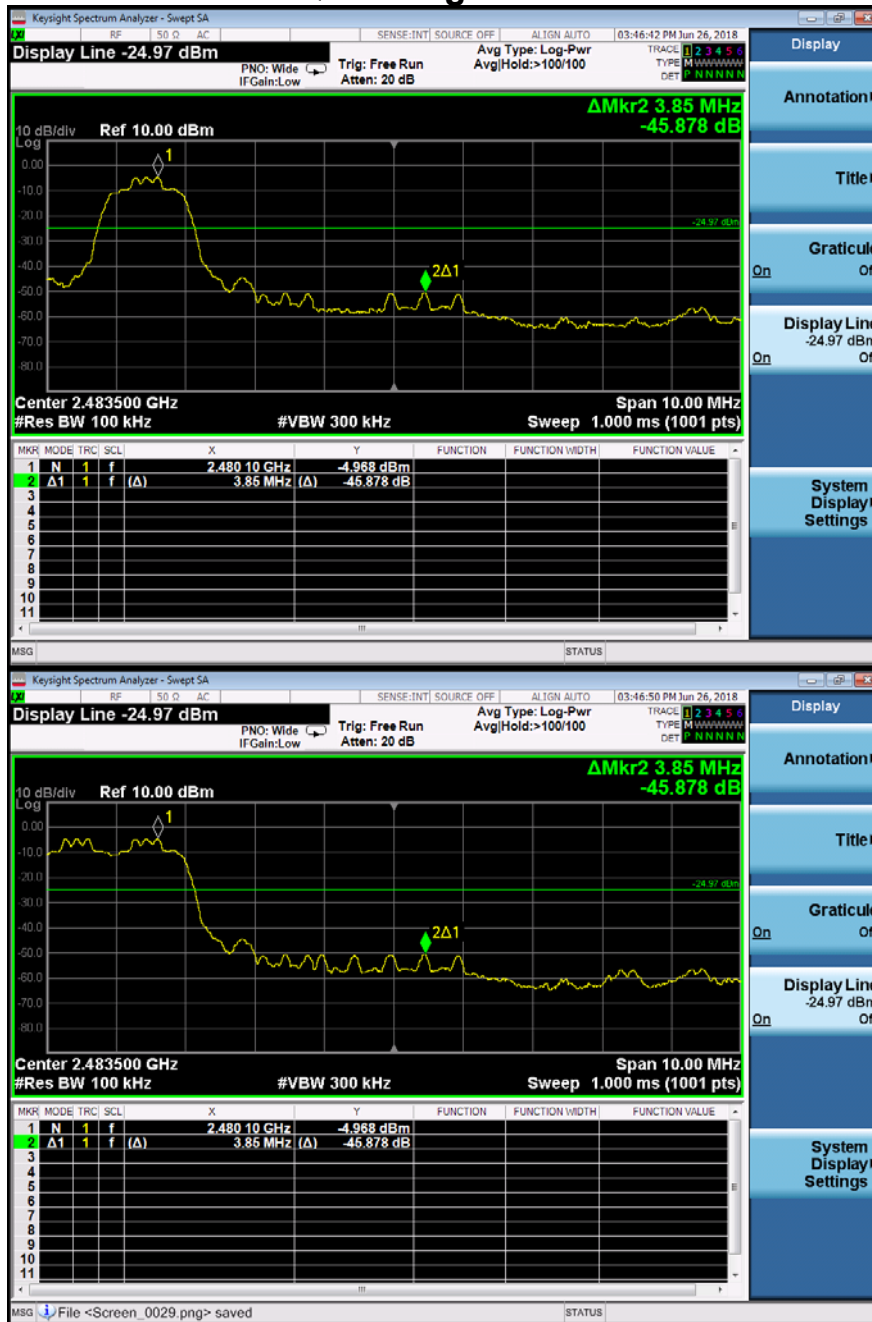 Keysight Spectrum Analyzer - Swept SA
LXI RF 50 Ω AC SENSE:INT SOURCE OFF ALIGN AUTO 03:46:42 PM Jun 26, 2018
Display Line -24.97 dBm
PNO: Wide
IFGain:Low
Trig: Free Run
Atten: 20 dB
Avg Type: Log-Pwr
Avg|Hold:>100/100
TRACE 1 2 3 4 5 6
TYPE M WWWWW
DET P N N N N N
ΔMkr2 3.85 MHz
-45.878 dB
10 dB/div Ref 10.00 dBm
Log
0.00
-10.0
-20.0
-30.0
-40.0
-50.0
-60.0
-70.0
-80.0
1
-24.97 dBm
2Δ1
Center 2.483500 GHz Span 10.00 MHz
#Res BW 100 kHz #VBW 300 kHz Sweep 1.000 ms (1001 pts)
MKR MODE TRC SCL X Y FUNCTION FUNCTION WIDTH FUNCTION VALUE
1 N 1 f 2.480 10 GHz -4.968 dBm
2 Δ1 1 f (Δ) 3.85 MHz (Δ) -45.878 dB
3
4
5
6
7
8
9
10
11
MSG STATUS
Display
Annotation
Title
Graticule
On Of
Display Line
-24.97 dBm
On Of
System
Display
Settings
Keysight Spectrum Analyzer - Swept SA
LXI RF 50 Ω AC SENSE:INT SOURCE OFF ALIGN AUTO 03:46:50 PM Jun 26, 2018
Display Line -24.97 dBm
PNO: Wide
IFGain:Low
Trig: Free Run
Atten: 20 dB
Avg Type: Log-Pwr
Avg|Hold:>100/100
TRACE 1 2 3 4 5 6
TYPE M WWWWW
DET P N N N N N
ΔMkr2 3.85 MHz
-45.878 dB
10 dB/div Ref 10.00 dBm
Log
0.00
-10.0
-20.0
-30.0
-40.0
-50.0
-60.0
-70.0
-80.0
1
-24.97 dBm
2Δ1
Center 2.483500 GHz Span 10.00 MHz
#Res BW 100 kHz #VBW 300 kHz Sweep 1.000 ms (1001 pts)
MKR MODE TRC SCL X Y FUNCTION FUNCTION WIDTH FUNCTION VALUE
1 N 1 f 2.480 10 GHz -4.968 dBm
2 Δ1 1 f (Δ) 3.85 MHz (Δ) -45.878 dB
3
4
5
6
7
8
9
10
11
MSG File <Screen_0029.png> saved STATUS
Display
Annotation
Title
Graticule
On Of
Display Line
-24.97 dBm
On Of
System
Display
Settings